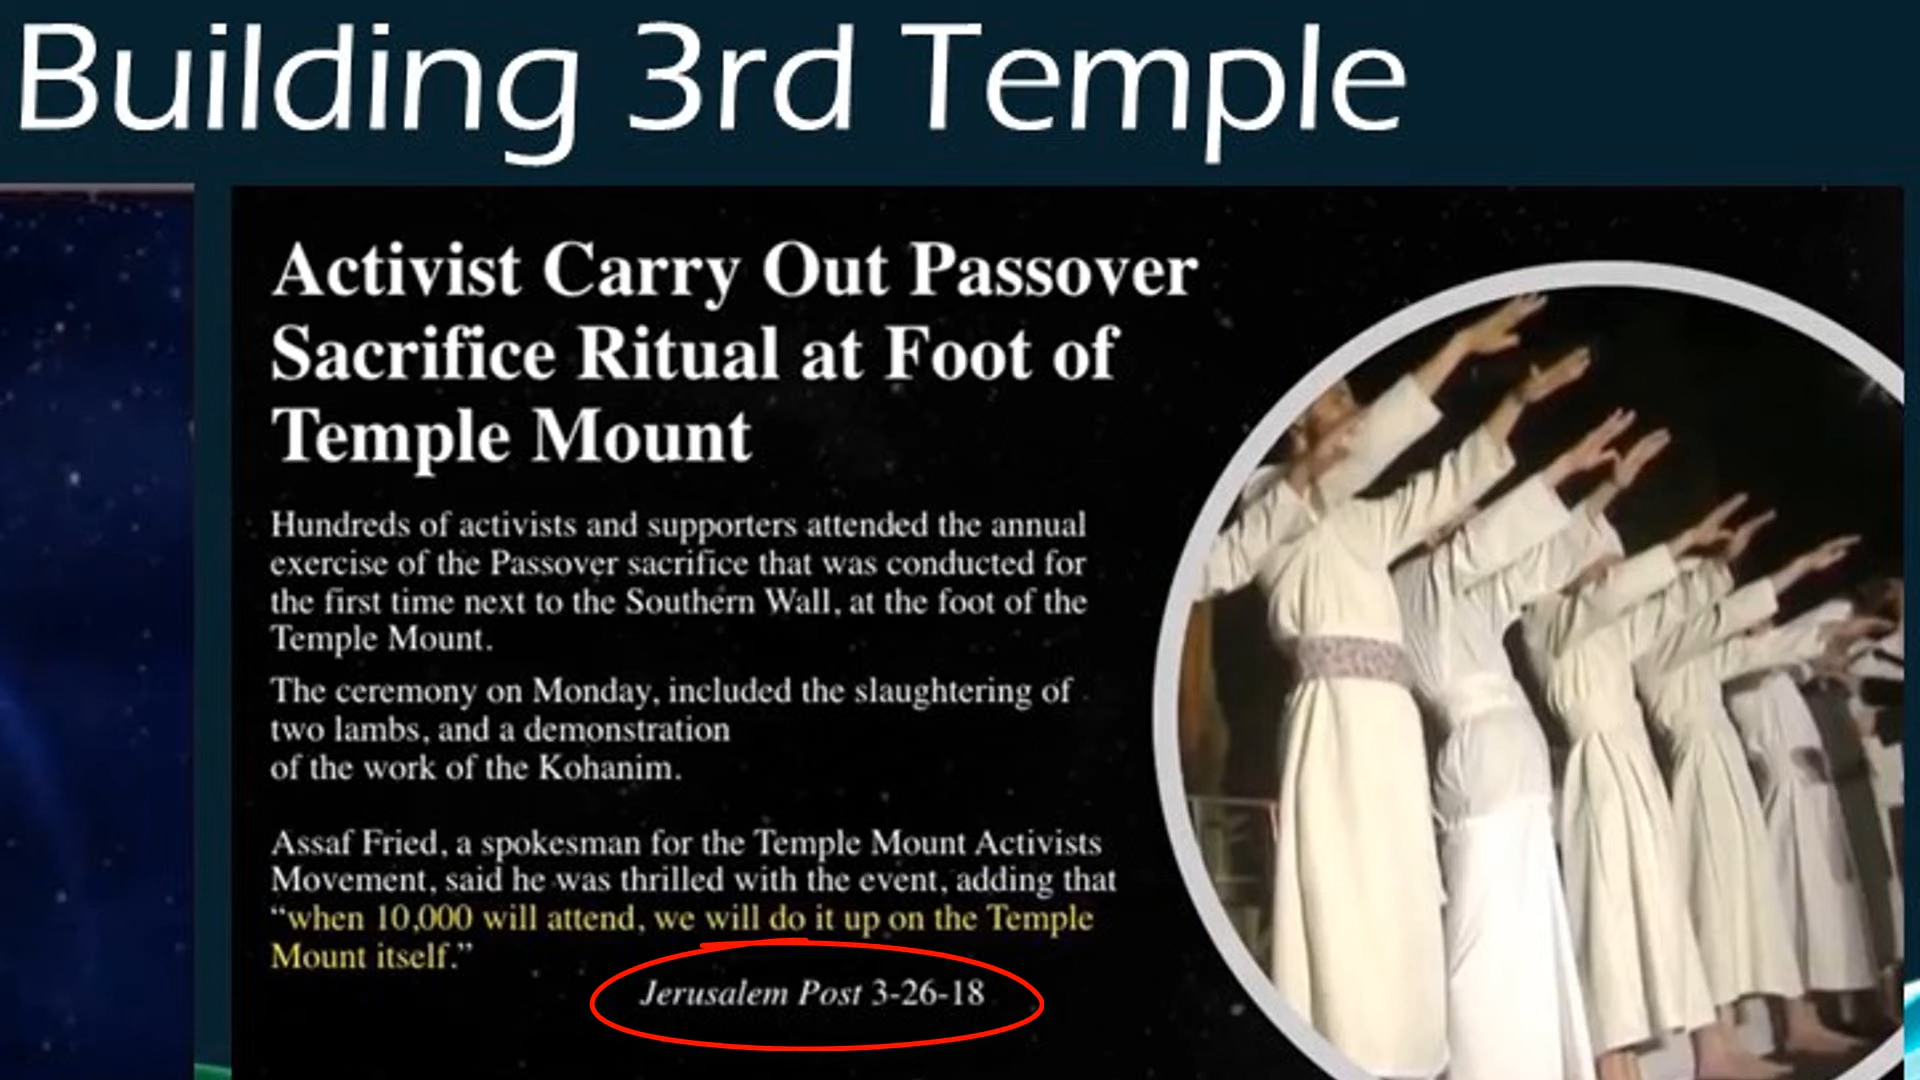 Building 3rd Temple
Activist Carry Out Passover
Sacrifice Ritual at Foot of
Temple Mount
Hundreds of activists and supporters attended the annual
exercise of the Passover sacrifice that was conducted for
the first time next to the Southern Wall, at the foot of the
Temple Mount.
The ceremony on Monday, included the slaughtering of
two lambs, and a demonstration
of the work of the Kohanim.
Assaf Fried, a spokesman for the Temple Mount Activists
Movement, said he was thrilled with the event, adding that
“when 10,000 will attend, we will do it up on the Temple
Mount itself.”
Jerusalem Post 3-26-18